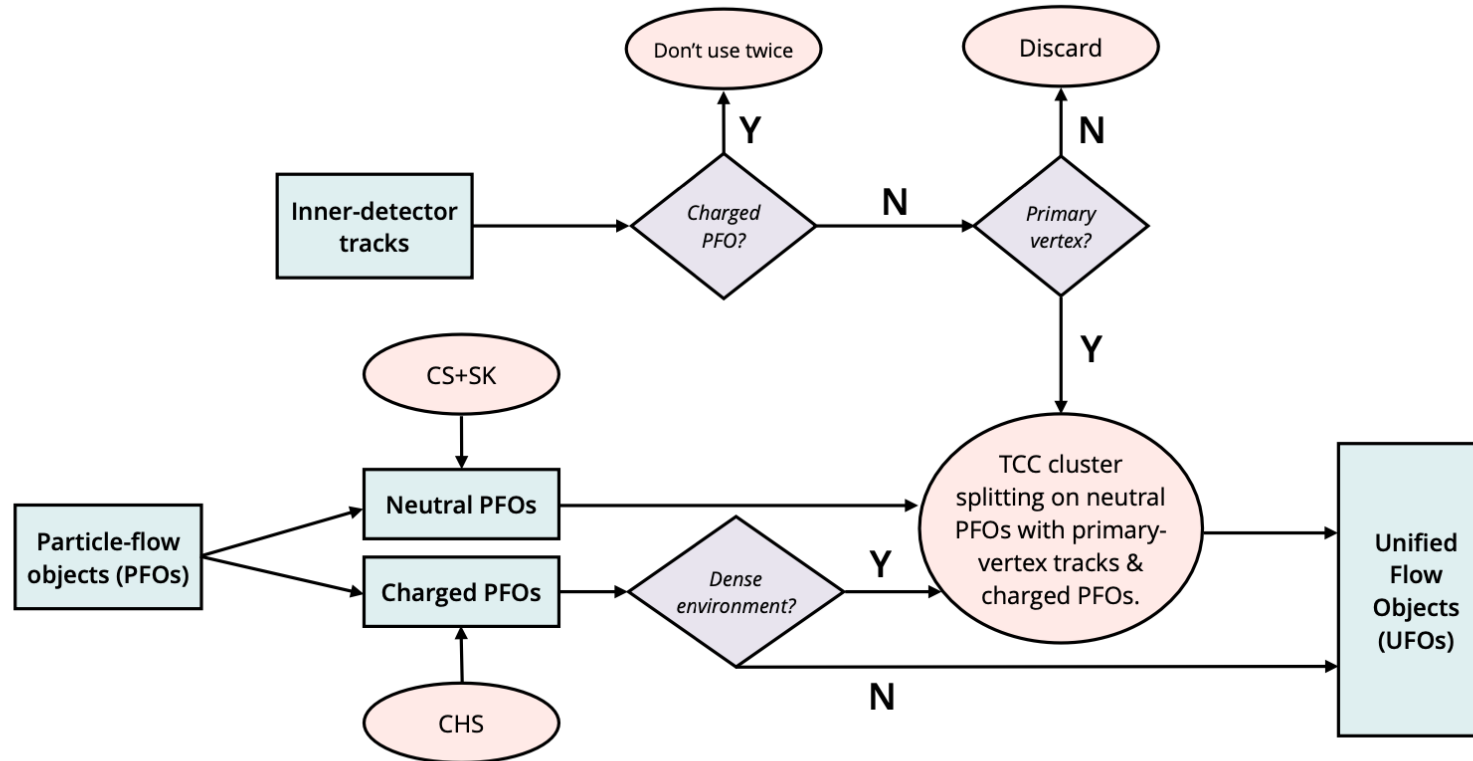 Don't use twice
Discard
Y
N
Inner-detector
tracks
Charged
PFO?
N
Primary
vertex?
Y
CS+SK
Neutral PFOs
Particle-flow
objects (PFOs)
Charged PFOs
Dense
environment?
Y
N
TCC cluster
splitting on neutral
PFOs with primary-
vertex tracks &
charged PFOs.
Unified
Flow
Objects
(UFOs)
CHS